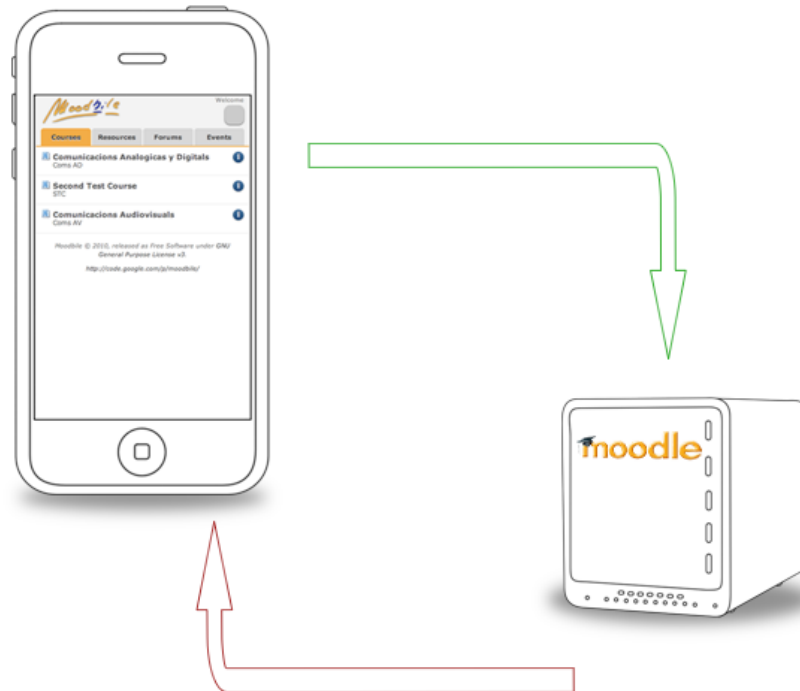 Moodbile
Welcome
Courses Resources Forums Events
Comunicacions Analogicas y Digitals
Coms AD
Second Test Course
STC
Comunicacions Audiovisuals
Coms AV
Moodbile © 2010, released as Free Software under GNU
General Purpose License v3.
http://code.google.com/p/moodbile/
moodle